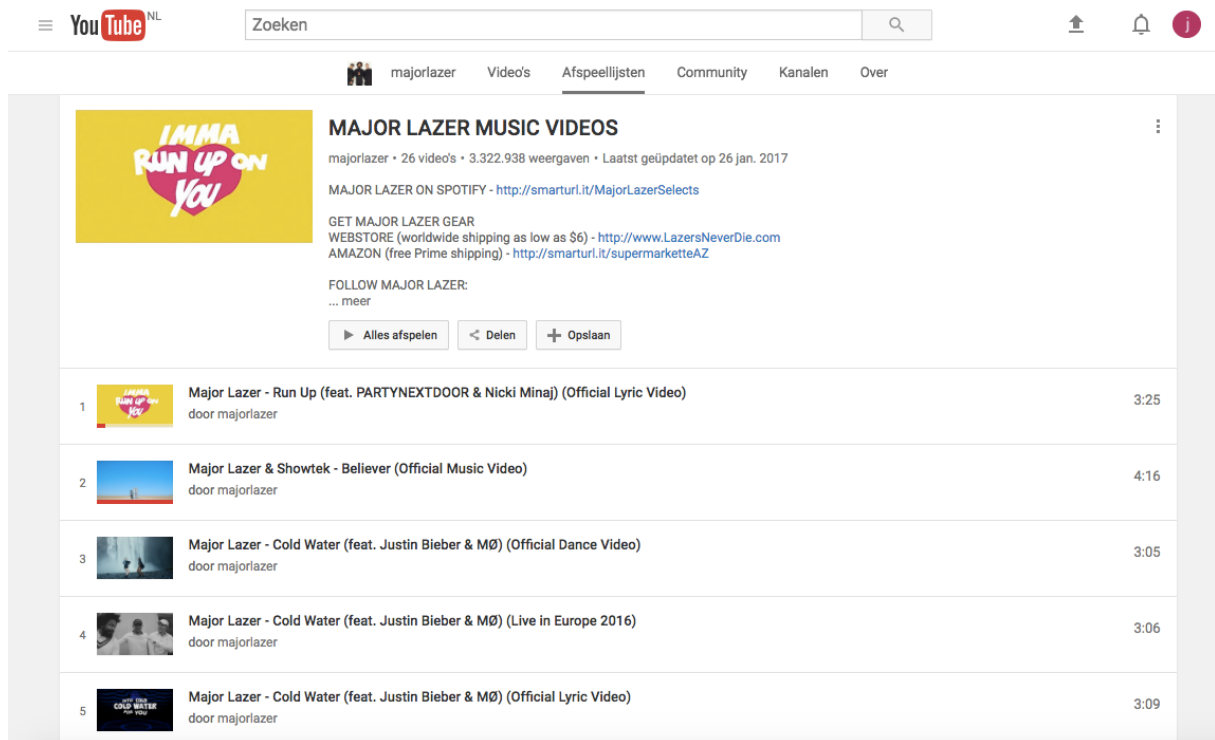 YouTube NL
Zoeken
j
majorlazer Video's Afspeellijsten Community Kanalen Over
IMMA
RUN UP ON
YOU
MAJOR LAZER MUSIC VIDEOS
majorlazer • 26 video's • 3.322.938 weergaven • Laatst geüpdatet op 26 jan. 2017
MAJOR LAZER ON SPOTIFY - http://smarturl.it/MajorLazerSelects
GET MAJOR LAZER GEAR
WEBSTORE (worldwide shipping as low as $6) - http://www.LazersNeverDie.com
AMAZON (free Prime shipping) - http://smarturl.it/supermarketteAZ
FOLLOW MAJOR LAZER:
... meer
Alles afspelen Delen Opslaan
1
IMMA
RUN UP ON
YOU
Major Lazer - Run Up (feat. PARTYNEXTDOOR & Nicki Minaj) (Official Lyric Video)
door majorlazer
3:25
2
Major Lazer & Showtek - Believer (Official Music Video)
door majorlazer
4:16
3
Major Lazer - Cold Water (feat. Justin Bieber & MØ) (Official Dance Video)
door majorlazer
3:05
4
Major Lazer - Cold Water (feat. Justin Bieber & MØ) (Live in Europe 2016)
door majorlazer
3:06
5
COLD WATER
FOR YOU
Major Lazer - Cold Water (feat. Justin Bieber & MØ) (Official Lyric Video)
door majorlazer
3:09